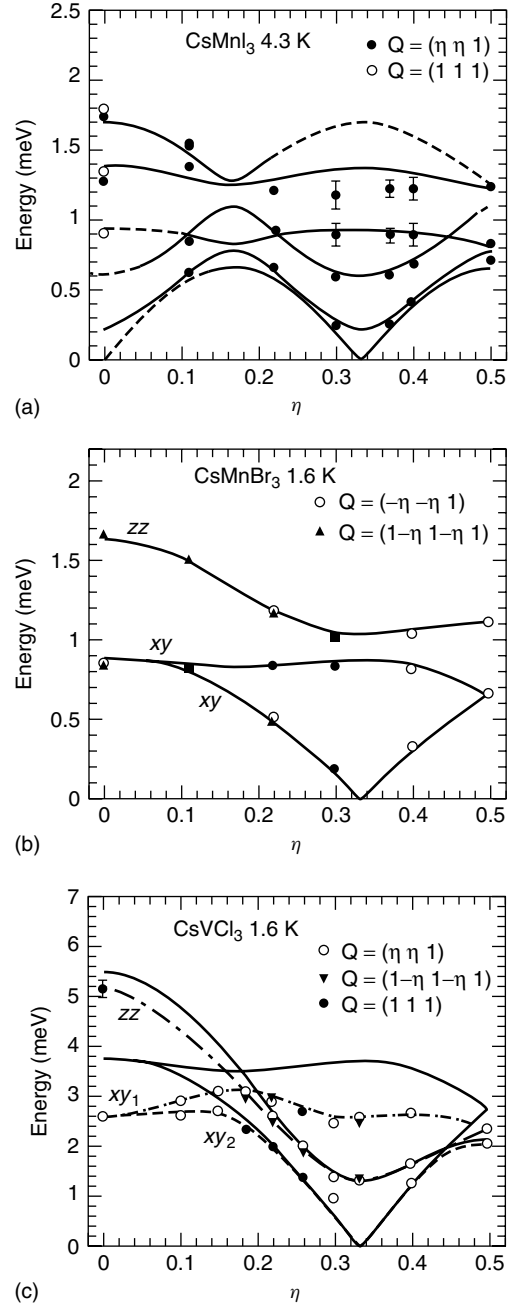 CsMnI₃ 4.3 K
Q = (η η 1)
Q = (1 1 1)
2
1.5
1
0.5
0
Energy (meV)
0 0.1 0.2 0.3 0.4 0.5
η
(a)
CsMnBr₃ 1.6 K
Q = (-η -η 1)
Q = (1-η 1-η 1)
zz
xy
xy
2
1.5
1
0.5
0
Energy (meV)
0 0.1 0.2 0.3 0.4 0.5
η
(b)
CsVCl₃ 1.6 K
Q = (η η 1)
Q = (1-η 1-η 1)
Q = (1 1 1)
zz
xy₁
xy₂
7
6
5
4
3
2
1
0
Energy (meV)
0 0.1 0.2 0.3 0.4 0.5
η
(c)